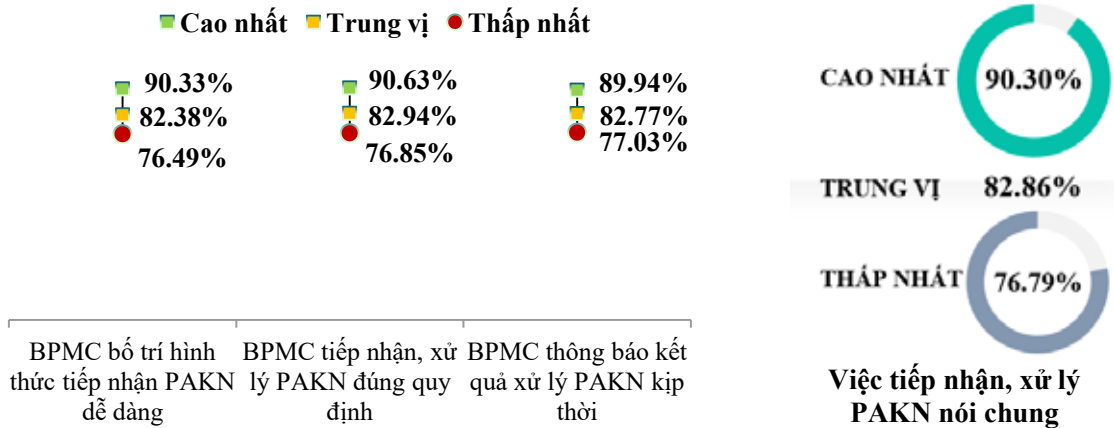 Cao nhất Trung vị Thấp nhất
90.33%
82.38%
76.49%
90.63%
82.94%
76.85%
89.94%
82.77%
77.03%
BPMC bố trí hình
thức tiếp nhận PAKN
dễ dàng
BPMC tiếp nhận, xử
lý PAKN đúng quy
định
BPMC thông báo kết
quả xử lý PAKN kịp
thời
CAO NHẤT 90.30%
TRUNG VỊ 82.86%
THẤP NHẤT 76.79%
Việc tiếp nhận, xử lý
PAKN nói chung